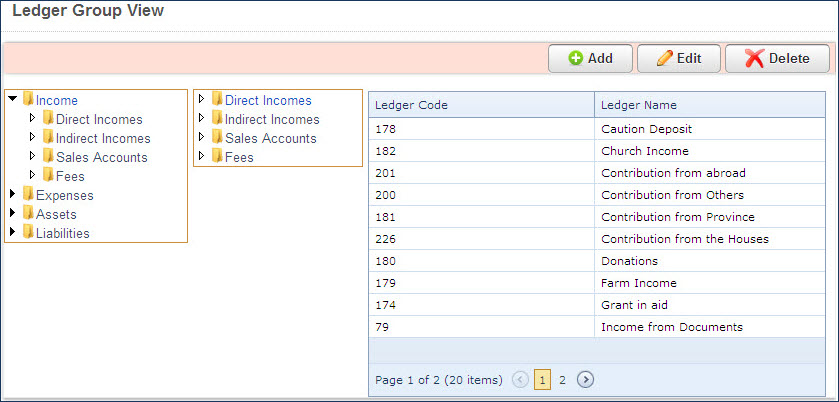 Ledger Group View
Add Edit Delete
Income
Direct Incomes
Indirect Incomes
Sales Accounts
Fees
Expenses
Assets
Liabilities
Direct Incomes
Indirect Incomes
Sales Accounts
Fees
Ledger Code Ledger Name
178 Caution Deposit
182 Church Income
201 Contribution from abroad
200 Contribution from Others
181 Contribution from Province
226 Contribution from the Houses
180 Donations
179 Farm Income
174 Grant in aid
79 Income from Documents
Page 1 of 2 (20 items) 1 2